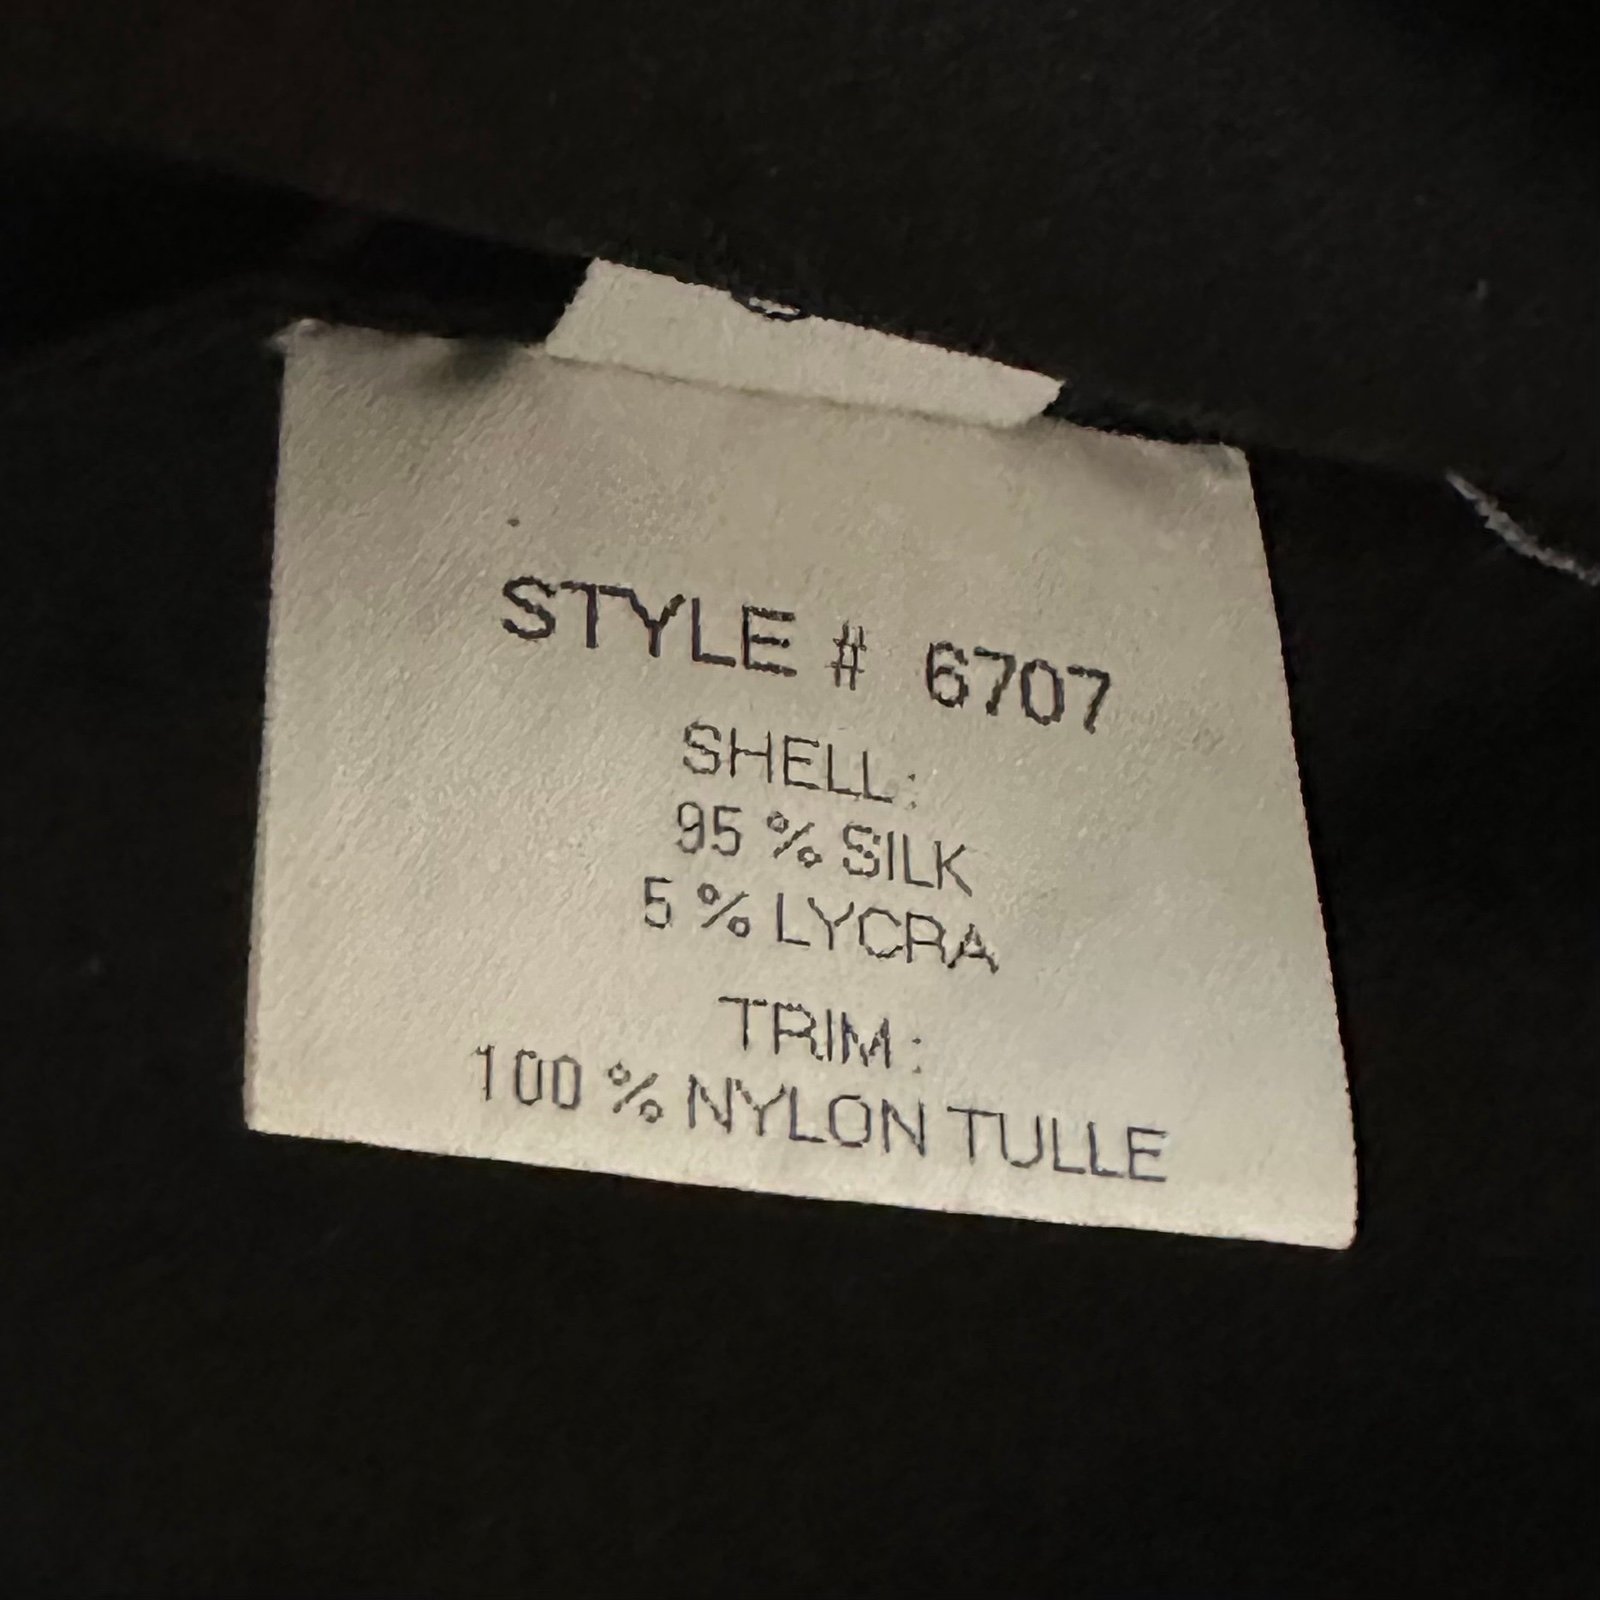 STYLE # 6707
SHELL:
95 % SILK
5 % LYCRA
TRIM:
100 % NYLON TULLE